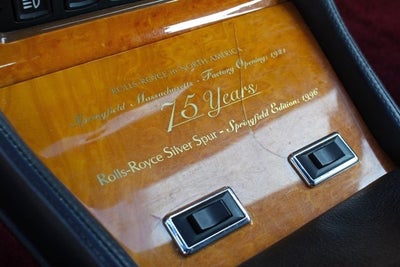 ROLLS-ROYCE in NORTH AMERICA
Springfield, Massachusetts - Factory Opening: 1921
75 Years
Rolls-Royce Silver Spur - Springfield Edition: 1996